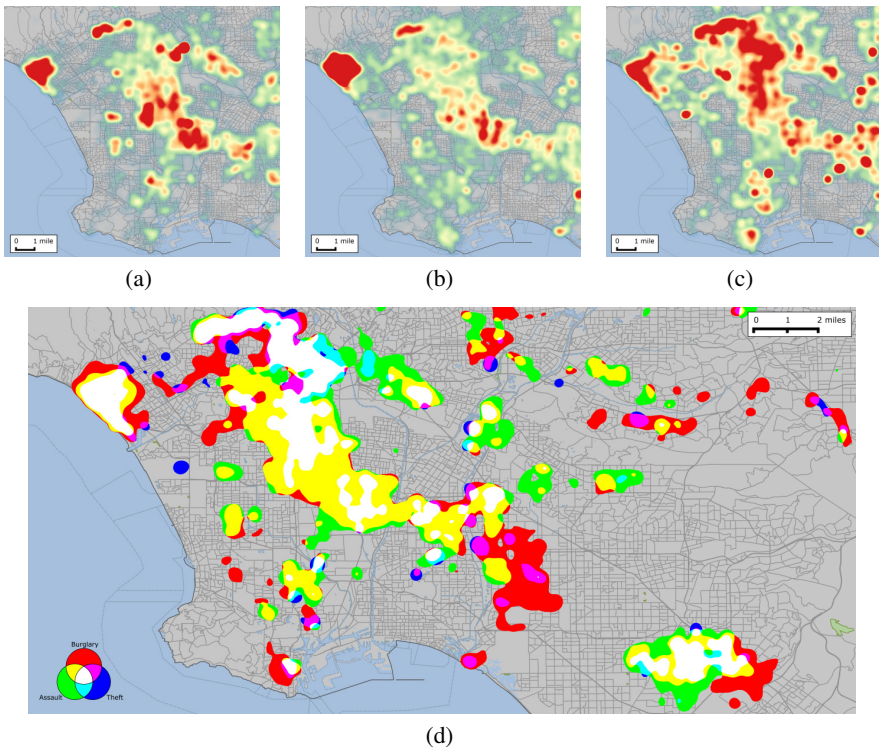 0 1 mile
0 1 mile
0 1 mile
(a)
(b)
(c)
0 1 2 miles
Burglary
Assault
Theft
(d)